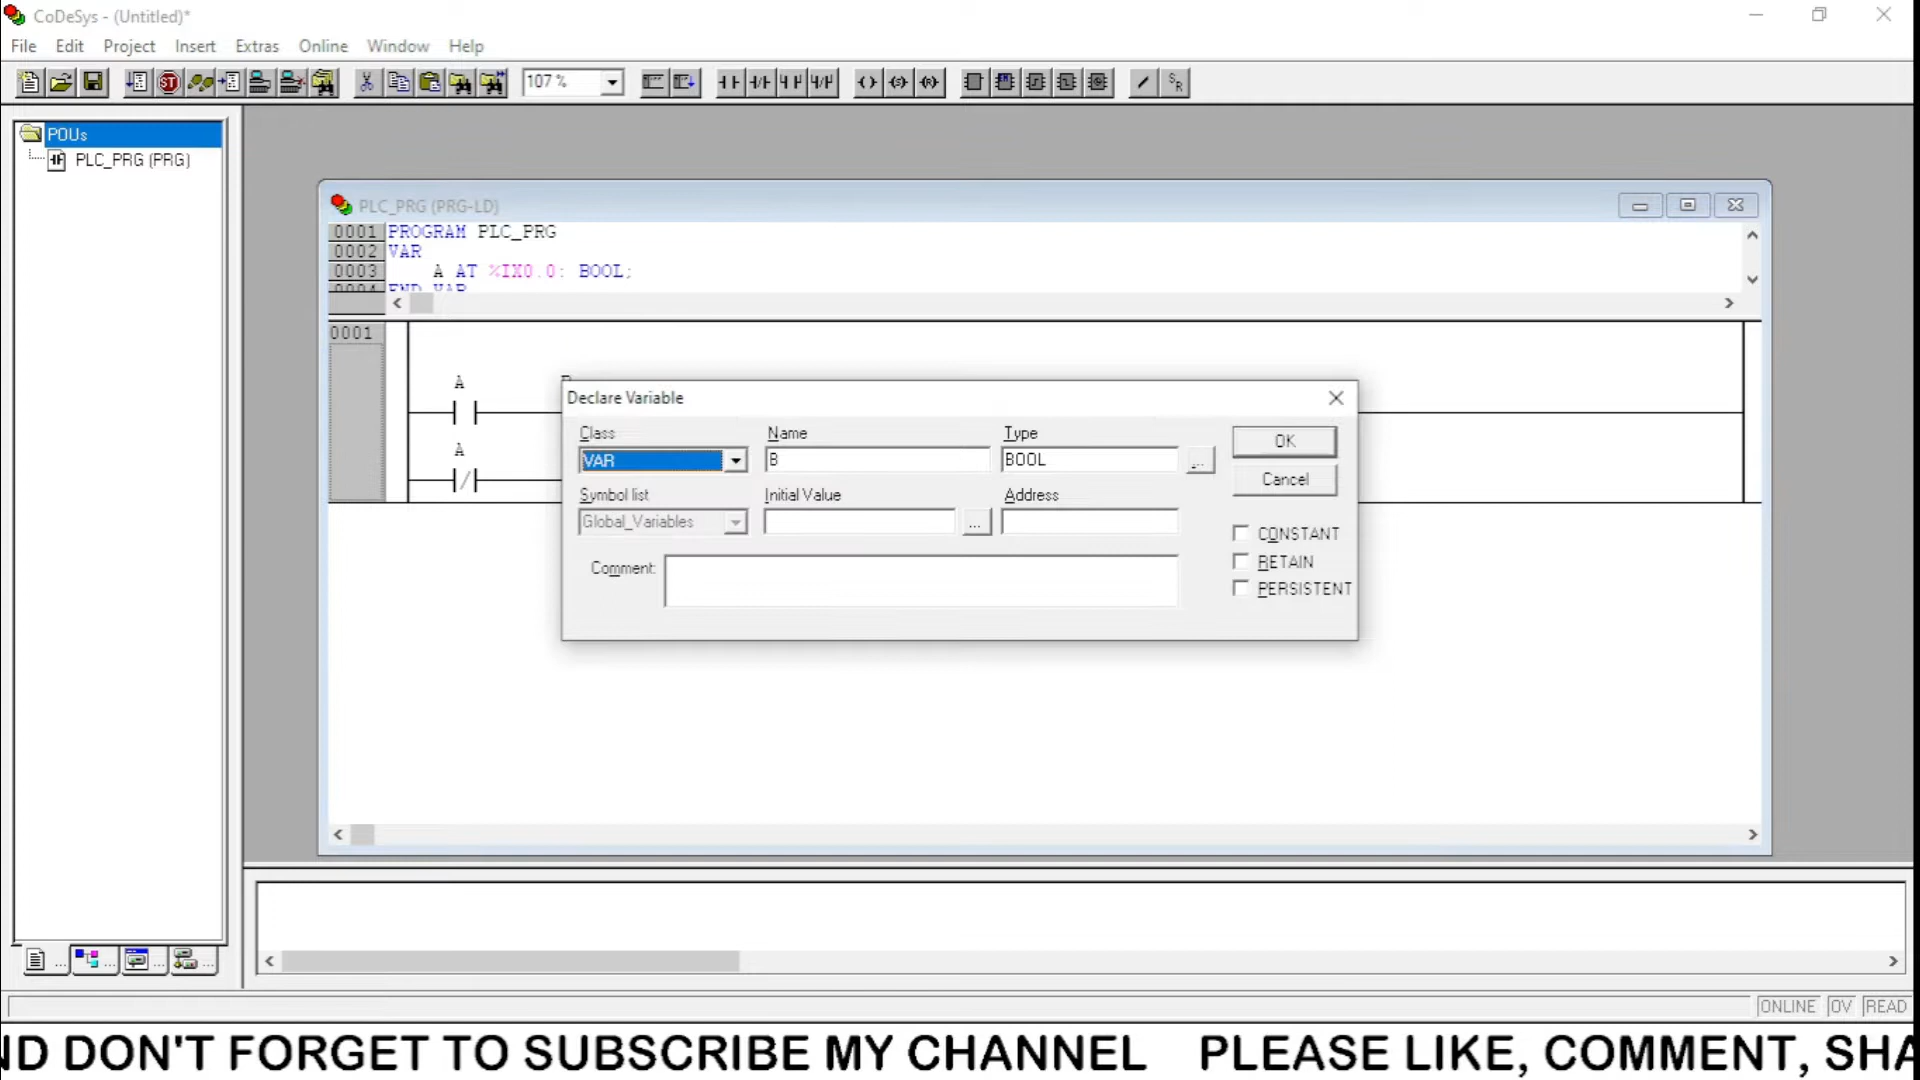 CoDeSys - (Untitled)*
File Edit Project Insert Extras Online Window Help
107 %
POUs
PLC_PRG (PRG)
PLC_PRG (PRG-LD)
0001 PROGRAM PLC_PRG
0002 VAR
0003 A AT %IX0.0: BOOL;
0004 END_VAR
0001
A
A
Declare Variable
Class Name Type
VAR B BOOL ... OK
Cancel
Symbol list Initial Value Address
Global_Variables ...
CONSTANT
Comment:
RETAIN
PERSISTENT
... ... ... ...
ONLINE OV READ
ND DON'T FORGET TO SUBSCRIBE MY CHANNEL PLEASE LIKE, COMMENT, SHA